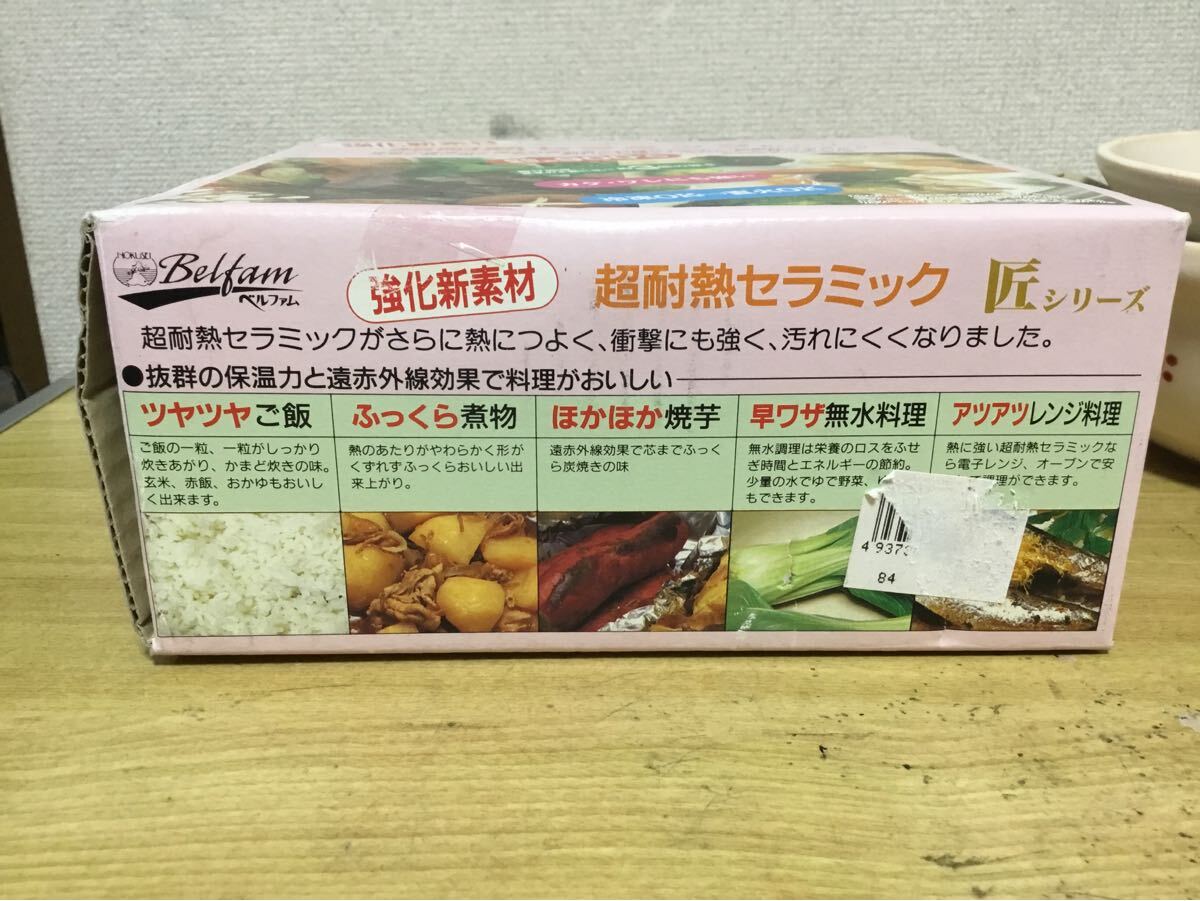 HOKUSEI
Belfam
ベルファム
強化新素材
超耐熱セラミック
匠シリーズ
超耐熱セラミックがさらに熱につよく、衝撃にも強く、汚れにくくなりました。
●抜群の保温力と遠赤外線効果で料理がおいしい
ツヤツヤご飯
ご飯の一粒、一粒がしっかり
炊きあがり、かまど炊きの味。
玄米、赤飯、おかゆもおいし
く出来ます。
ふっくら煮物
熱のあたりがやわらかく形が
くずれずふっくらおいしい出
来上がり。
ほかほか焼芋
遠赤外線効果で芯までふっく
ら炭焼きの味
早ワザ無水料理
無水調理は栄養のロスをふせ
ぎ時間とエネルギーの節約。
少量の水でゆで野菜、
もできます。
アツアツレンジ料理
熱に強い超耐熱セラミックな
ら電子レンジ、オーブンで安
調理ができます。
4 9373
84